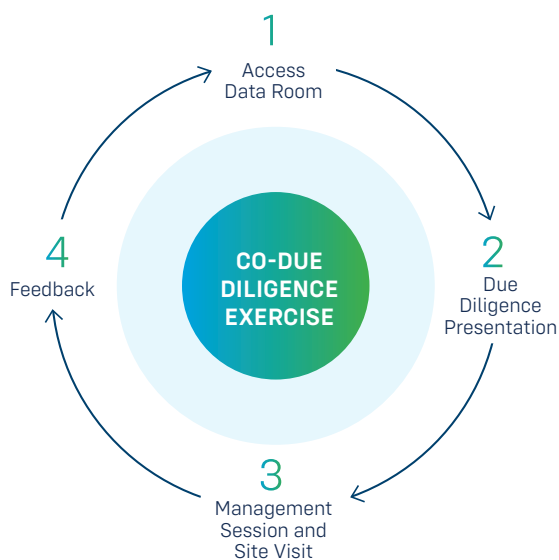 1
Access
Data Room
2
Due
Diligence
Presentation
3
Management
Session and
Site Visit
4
Feedback
CO-DUE
DILIGENCE
EXERCISE